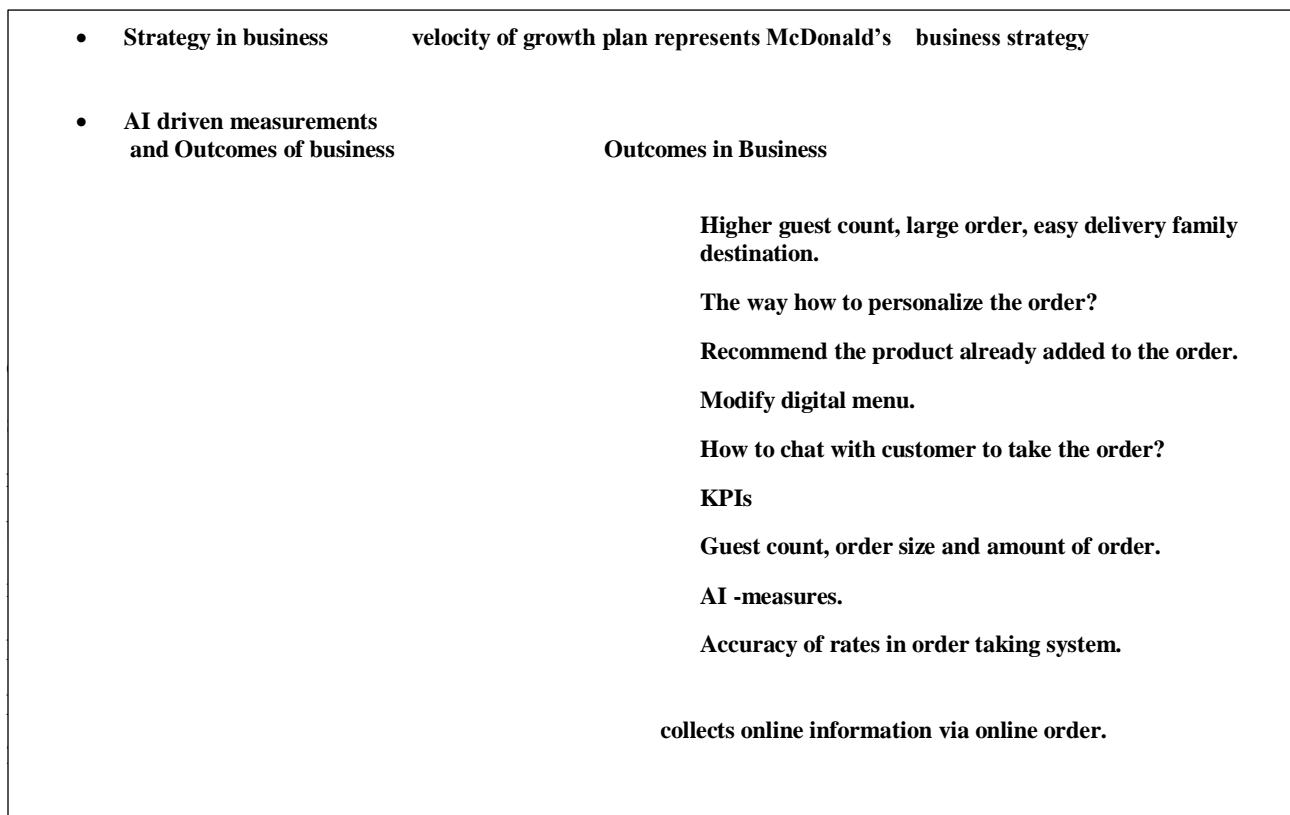 • Strategy in business velocity of growth plan represents McDonald’s business strategy
• AI driven measurements
and Outcomes of business Outcomes in Business
Higher guest count, large order, easy delivery family
destination.
The way how to personalize the order?
Recommend the product already added to the order.
Modify digital menu.
How to chat with customer to take the order?
KPIs
Guest count, order size and amount of order.
AI -measures.
Accuracy of rates in order taking system.
collects online information via online order.